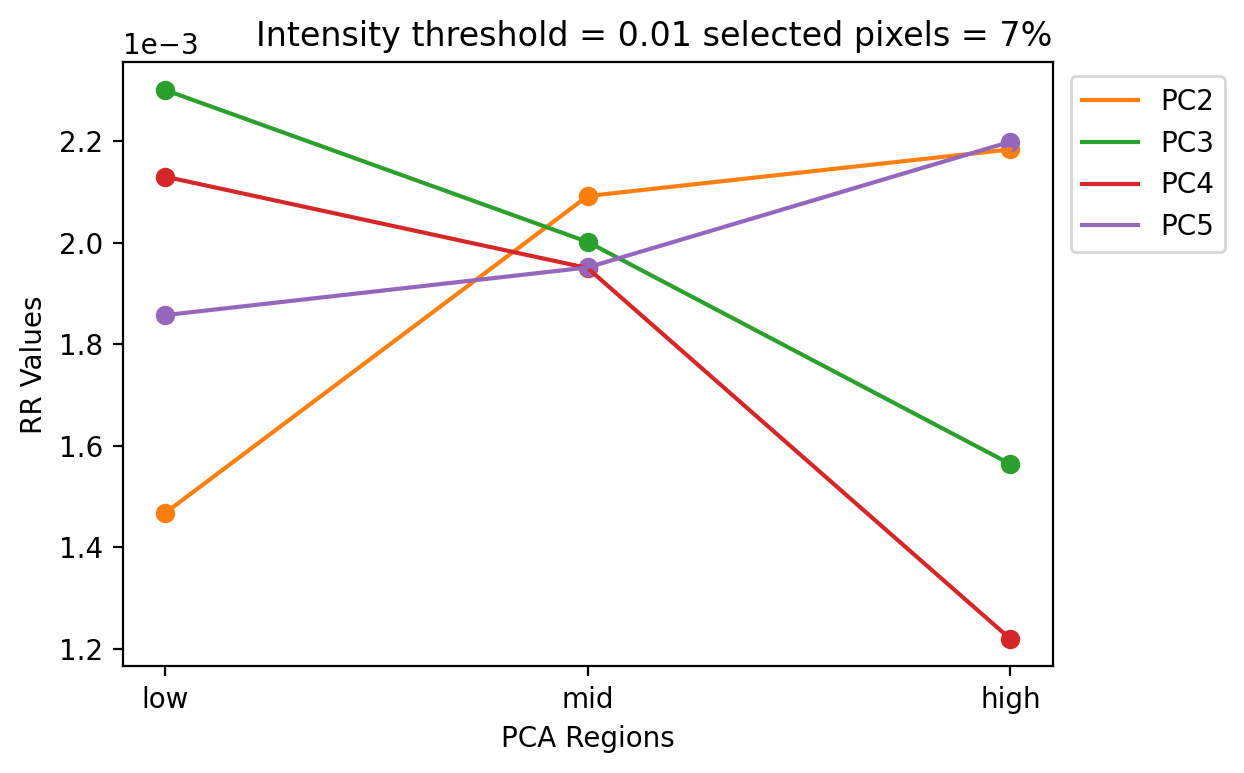 Intensity threshold = 0.01 selected pixels = 7%
1e−3
2.2
2.0
1.8
1.6
1.4
1.2
RR Values
low
mid
high
PCA Regions
PC2
PC3
PC4
PC5